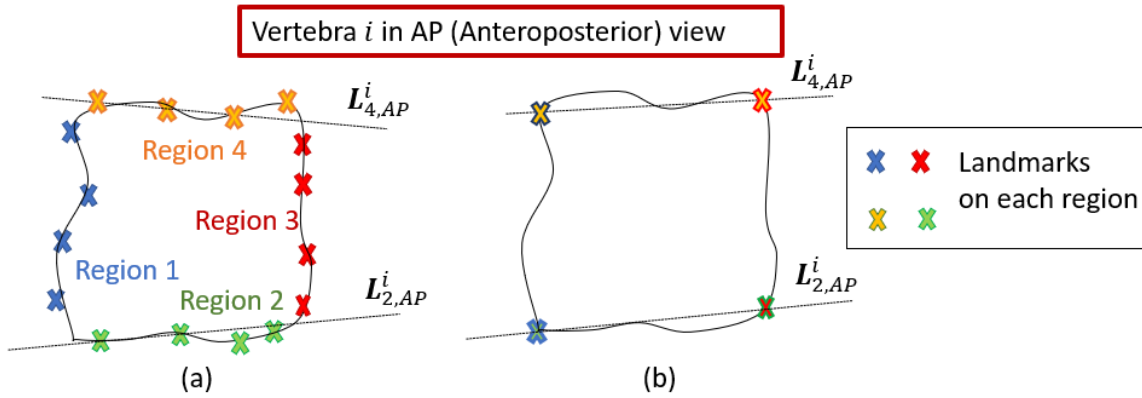 Vertebra i in AP (Anteroposterior) view
L^i_{4,AP}
Region 4
Region 3
Region 1
Region 2
L^i_{2,AP}
(a)
L^i_{4,AP}
L^i_{2,AP}
(b)
Landmarks
on each region